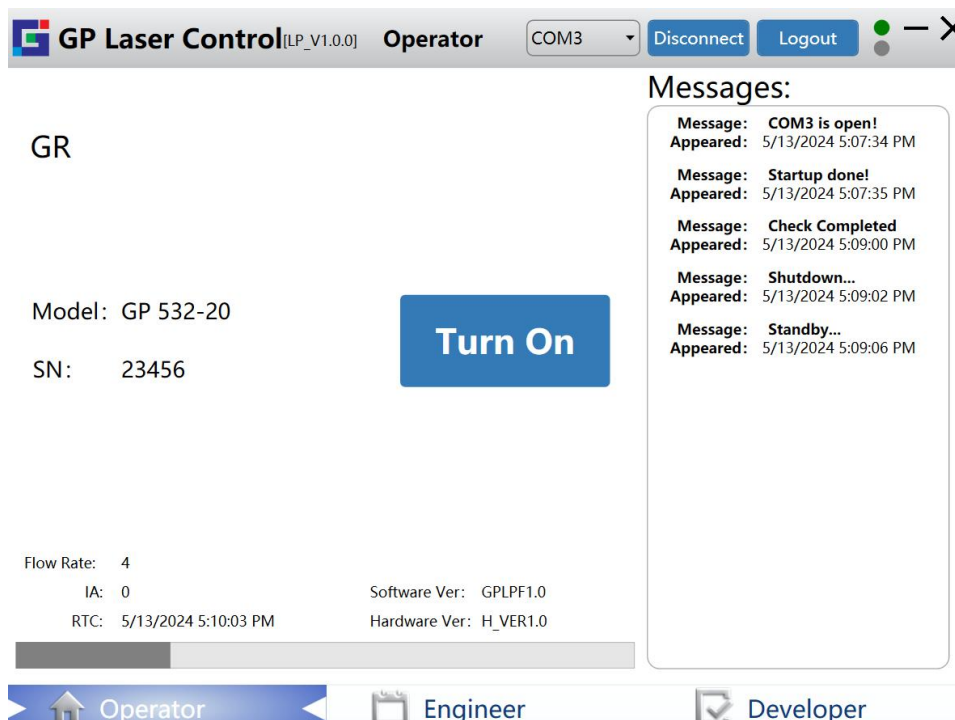 GP Laser Control[LP_V1.0.0] Operator COM3 Disconnect Logout
Messages:
Message: COM3 is open!
Appeared: 5/13/2024 5:07:34 PM
Message: Startup done!
Appeared: 5/13/2024 5:07:35 PM
Message: Check Completed
Appeared: 5/13/2024 5:09:00 PM
Message: Shutdown...
Appeared: 5/13/2024 5:09:02 PM
Message: Standby...
Appeared: 5/13/2024 5:09:06 PM
GR
Model: GP 532-20
SN: 23456
Turn On
Flow Rate: 4
IA: 0
RTC: 5/13/2024 5:10:03 PM
Software Ver: GPLPF1.0
Hardware Ver: H_VER1.0
Operator Engineer Developer